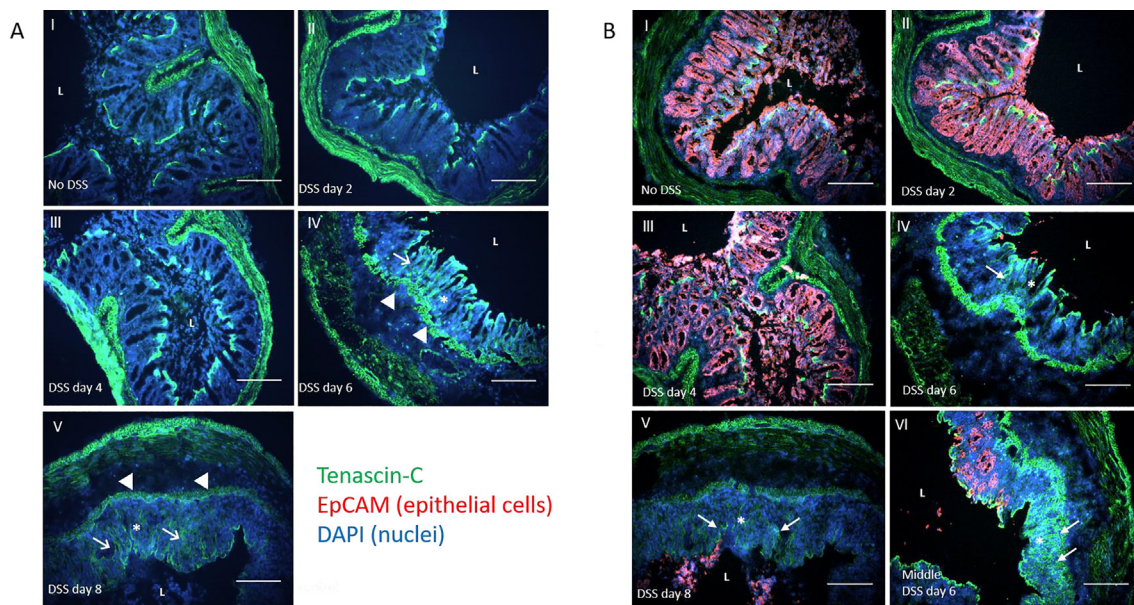 A
I
L
No DSS
II
L
DSS day 2
III
L
DSS day 4
IV
L
*
DSS day 6
V
*
L
DSS day 8
Tenascin-C
EpCAM (epithelial cells)
DAPI (nuclei)
B
I
L
No DSS
II
L
DSS day 2
III
L
L
DSS day 4
IV
L
*
DSS day 6
V
*
L
DSS day 8
VI
L
*
Middle
DSS day 6